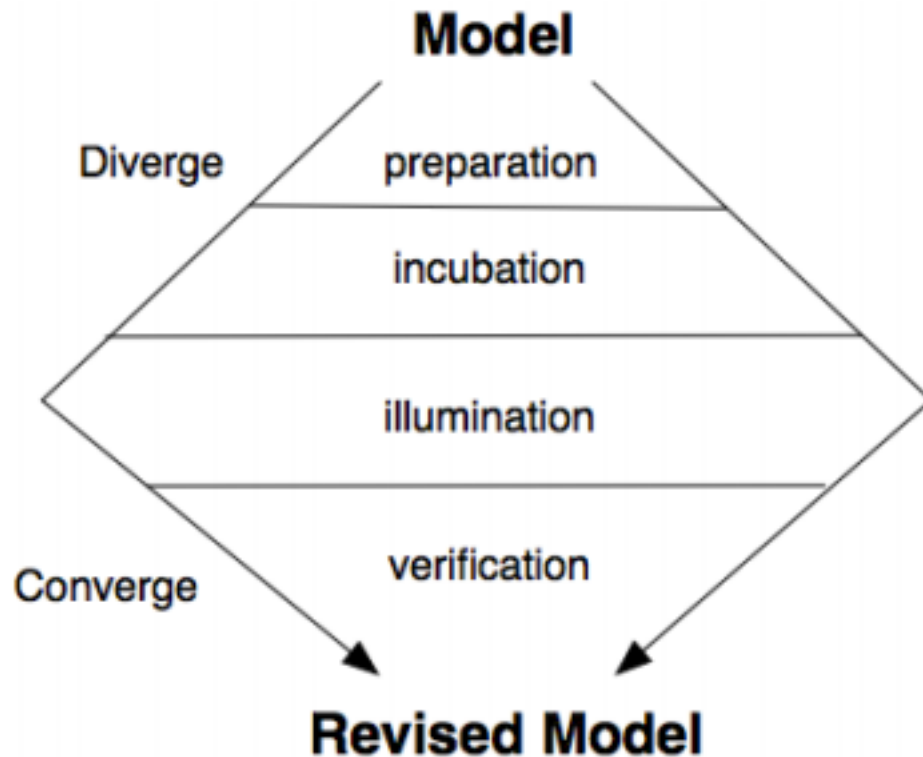 Model
Diverge
preparation
incubation
illumination
verification
Converge
Revised Model